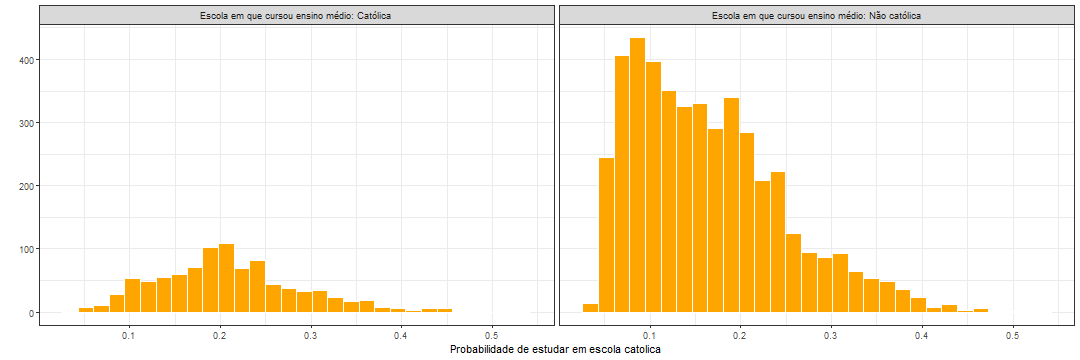 Escola em que cursou ensino médio: Católica
Escola em que cursou ensino médio: Não católica
400
300
200
100
0
0.1 0.2 0.3 0.4 0.5
0.1 0.2 0.3 0.4 0.5
Probabilidade de estudar em escola catolica